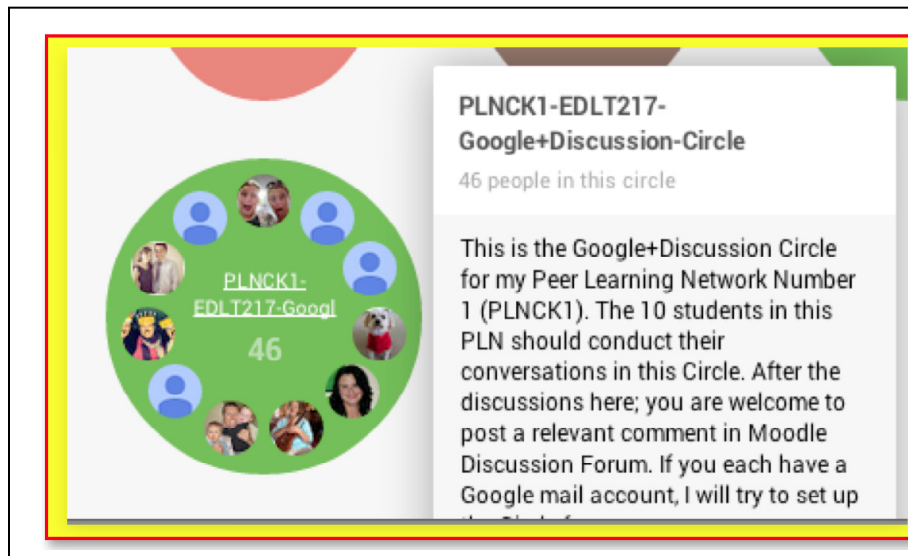 PLNCK1-
EDLT217-Googl
46
PLNCK1-EDLT217-
Google+Discussion-Circle
46 people in this circle
This is the Google+Discussion Circle
for my Peer Learning Network Number
1 (PLNCK1). The 10 students in this
PLN should conduct their
conversations in this Circle. After the
discussions here; you are welcome to
post a relevant comment in Moodle
Discussion Forum. If you each have a
Google mail account, I will try to set up